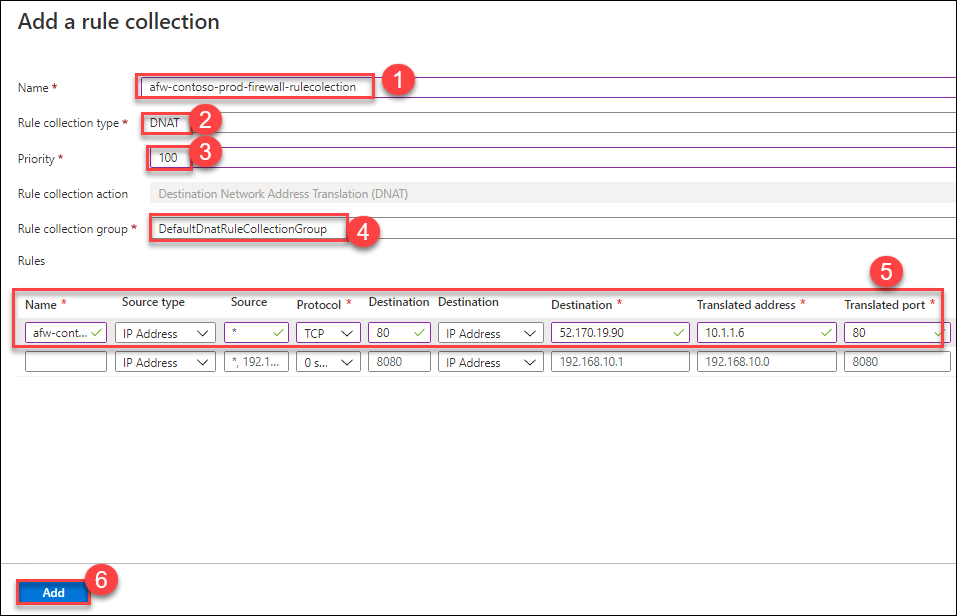 Add a rule collection
Name * afw-contoso-prod-firewall-rulecolection 1
Rule collection type * DNAT 2
Priority * 100 3
Rule collection action Destination Network Address Translation (DNAT)
Rule collection group * DefaultDnatRuleCollectionGroup 4
Rules
5
Name * Source type Source Protocol * Destination Destination Destination * Translated address * Translated port *
afw-cont... IP Address * TCP 80 IP Address 52.170.19.90 10.1.1.6 80
IP Address *, 192.1... 0 s... 8080 IP Address 192.168.10.1 192.168.10.0 8080
Add 6